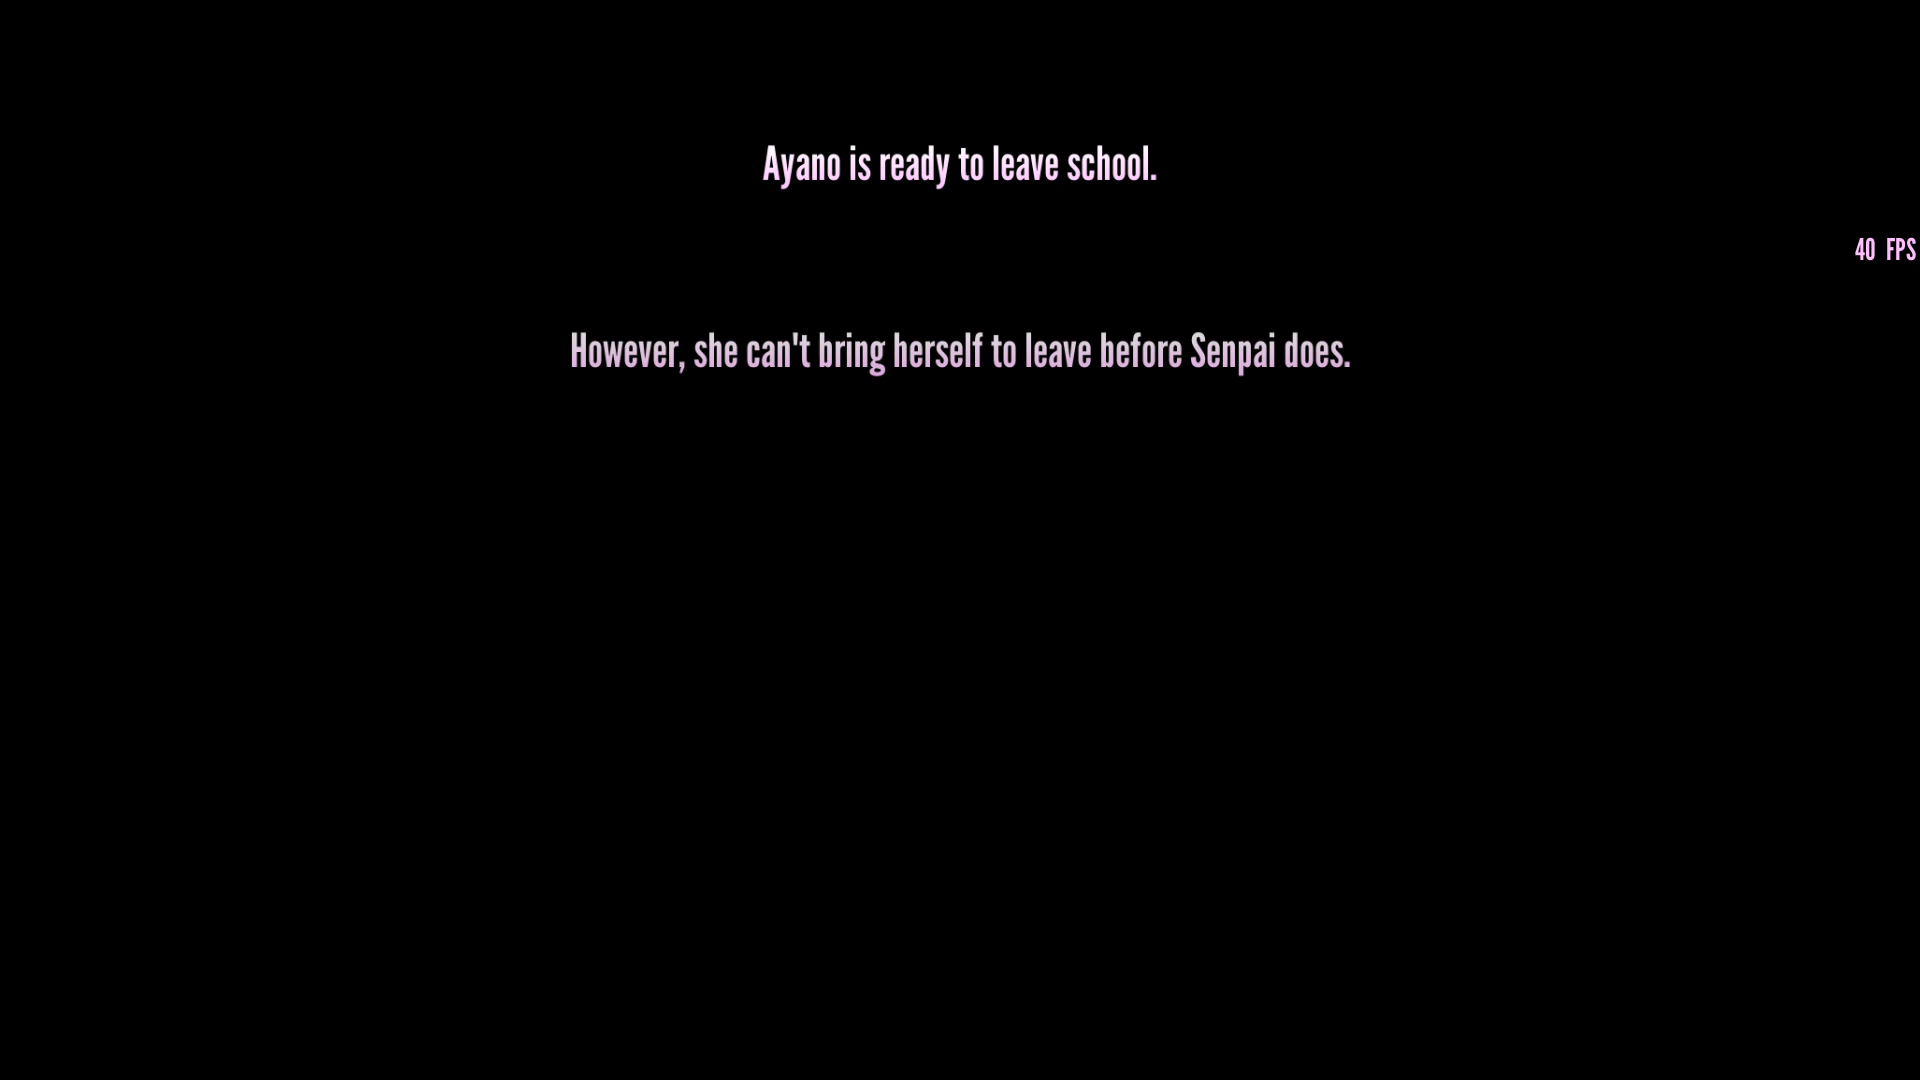 Ayano is ready to leave school.
40 FPS
However, she can't bring herself to leave before Senpai does.